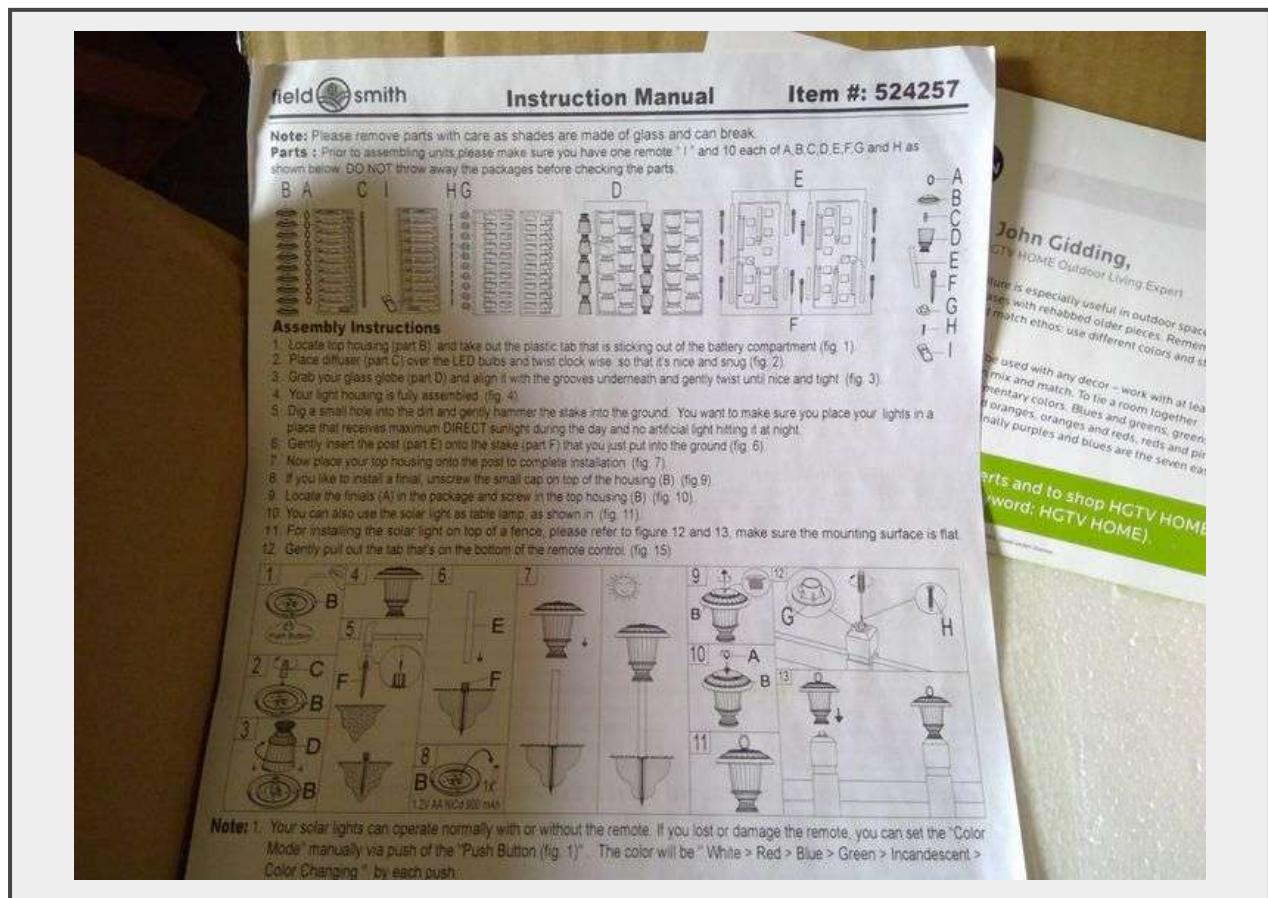 field smith
Instruction Manual
Item #: 524257
Note: Please remove parts with care as shades are made of glass and can break.
Parts : Prior to assembling units please make sure you have one remote " I " and 10 each of A,B,C,D,E,F,G and H as
shown below. DO NOT throw away the packages before checking the parts.
B A C I H G D E
F
A
B
C
D
E
F
G
H
I
Assembly Instructions
1. Locate top housing (part B) and take out the plastic tab that is sticking out of the battery compartment (fig. 1).
2. Place diffuser (part C) over the LED bulbs and twist clock wise so that it's nice and snug (fig. 2).
3. Grab your glass globe (part D) and align it with the grooves underneath and gently twist until nice and tight (fig. 3).
4. Your light housing is fully assembled (fig. 4).
5. Dig a small hole into the dirt and gently hammer the stake into the ground. You want to make sure you place your lights in a
place that receives maximum DIRECT sunlight during the day and no artificial light hitting it at night.
6. Gently insert the post (part E) onto the stake (part F) that you just put into the ground (fig. 6).
7. Now place your top housing onto the post to complete installation (fig. 7).
8. If you like to install a finial, unscrew the small cap on top of the housing (B) (fig.9).
9. Locate the finials (A) in the package and screw in the top housing (B) (fig. 10).
10. You can also use the solar light as table lamp, as shown in (fig. 11).
11. For installing the solar light on top of a fence, please refer to figure 12 and 13, make sure the mounting surface is flat.
12. Gently pull out the tab that's on the bottom of the remote control. (fig. 15)
1 B
Push Button
2 C
B
3 D
B
4
5
F
6 E
F
7
8
B 1x
1.2V AA NiCd 900 mAh
9
B
10 A
B
11
12
G H
13
Note: 1. Your solar lights can operate normally with or without the remote. If you lost or damage the remote, you can set the "Color
Mode" manually via push of the "Push Button (fig. 1)" . The color will be " White > Red > Blue > Green > Incandescent >
Color Changing " by each push
John Gidding,
HGTV HOME Outdoor Living Expert
is especially useful in outdoor
with rehabbed older pieces.
match ethos: use different colors and
be used with any decor – work with at
mix and match. To tie a room together
colors. Blues and greens,
oranges, oranges and reds, reds and
purples and blues are the seven
and to shop HGTV HOME
HGTV HOME).